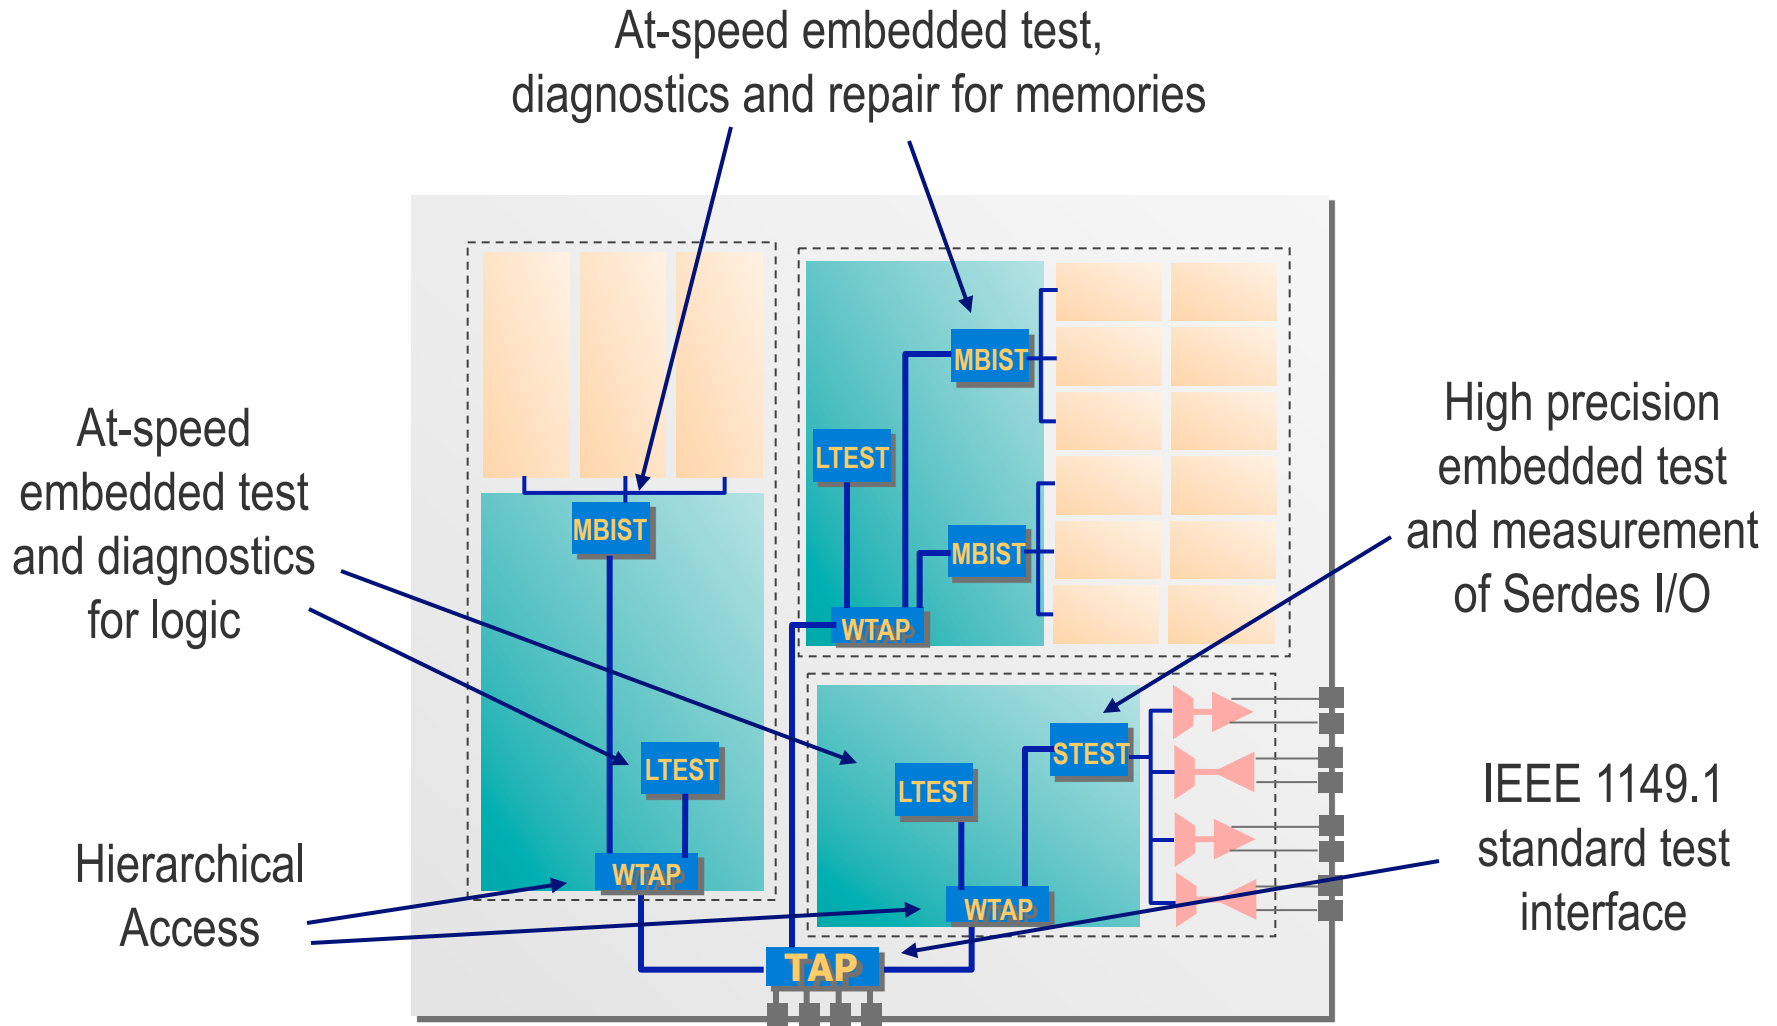 At-speed embedded test,
diagnostics and repair for memories
At-speed
embedded test
and diagnostics
for logic
Hierarchical
Access
High precision
embedded test
and measurement
of Serdes I/O
IEEE 1149.1
standard test
interface
MBIST
LTEST
WTAP
MBIST
LTEST
MBIST
WTAP
STEST
LTEST
WTAP
TAP